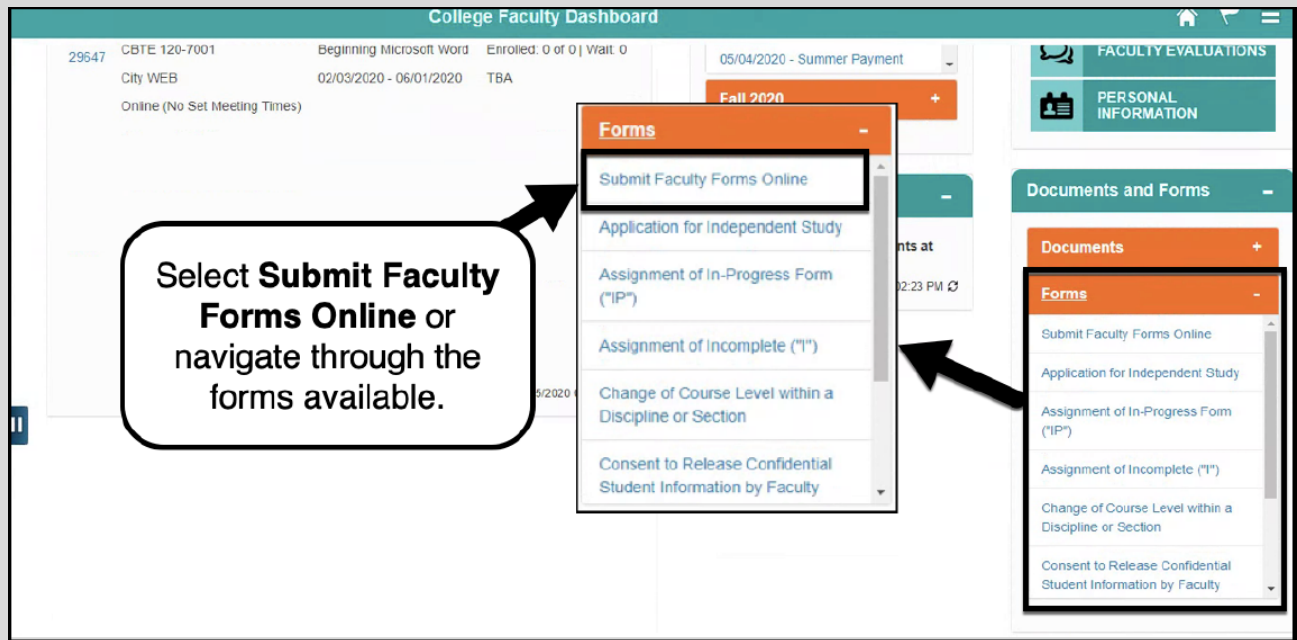 College Faculty Dashboard
29647
CBTE 120-7001
Beginning Microsoft Word
Enrolled: 0 of 0 | Wait: 0
City WEB
02/03/2020 - 06/01/2020
TBA
Online (No Set Meeting Times)
05/04/2020 - Summer Payment
Fall 2020 +
FACULTY EVALUATIONS
PERSONAL
INFORMATION
Forms -
Submit Faculty Forms Online
Application for Independent Study
Assignment of In-Progress Form
("IP")
Assignment of Incomplete ("I")
Change of Course Level within a
Discipline or Section
Consent to Release Confidential
Student Information by Faculty
Select Submit Faculty
Forms Online or
navigate through the
forms available.
5/2020
-
nts at
02:23 PM
Documents and Forms -
Documents +
Forms -
Submit Faculty Forms Online
Application for Independent Study
Assignment of In-Progress Form
("IP")
Assignment of Incomplete ("I")
Change of Course Level within a
Discipline or Section
Consent to Release Confidential
Student Information by Faculty